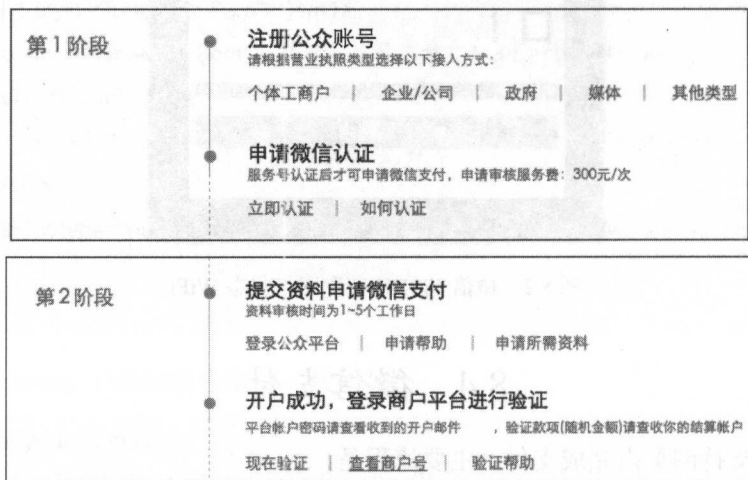 第1阶段
注册公众账号
请根据营业执照类型选择以下接入方式:
个体工商户 | 企业/公司 | 政府 | 媒体 | 其他类型
申请微信认证
服务号认证后才可申请微信支付，申请审核服务费：300元/次
立即认证 | 如何认证
第2阶段
提交资料申请微信支付
资料审核时间为1~5个工作日
登录公众平台 | 申请帮助 | 申请所需资料
开户成功，登录商户平台进行验证
平台帐户密码请查看收到的开户邮件 ，验证款项(随机金额)请查收你的结算帐户
现在验证 | 查看商户号 | 验证帮助